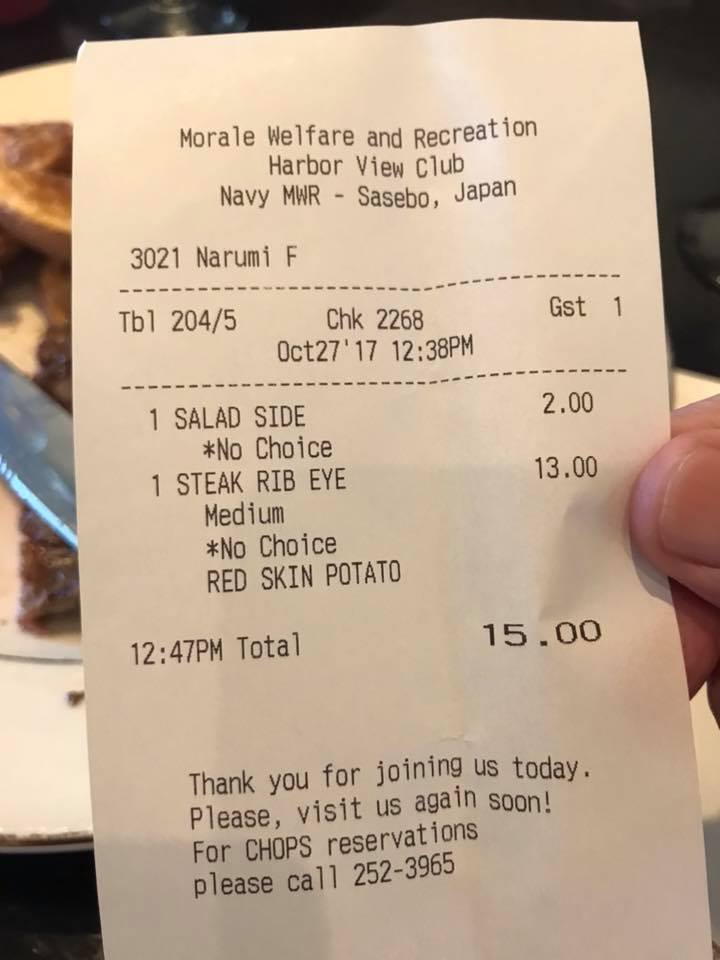 Morale Welfare and Recreation
Harbor View Club
Navy MWR - Sasebo, Japan
3021 Narumi F
Tbl 204/5 Chk 2268 Gst 1
Oct27'17 12:38PM
1 SALAD SIDE 2.00
*No Choice
1 STEAK RIB EYE 13.00
Medium
*No Choice
RED SKIN POTATO
12:47PM Total 15.00
Thank you for joining us today.
Please, visit us again soon!
For CHOPS reservations
please call 252-3965